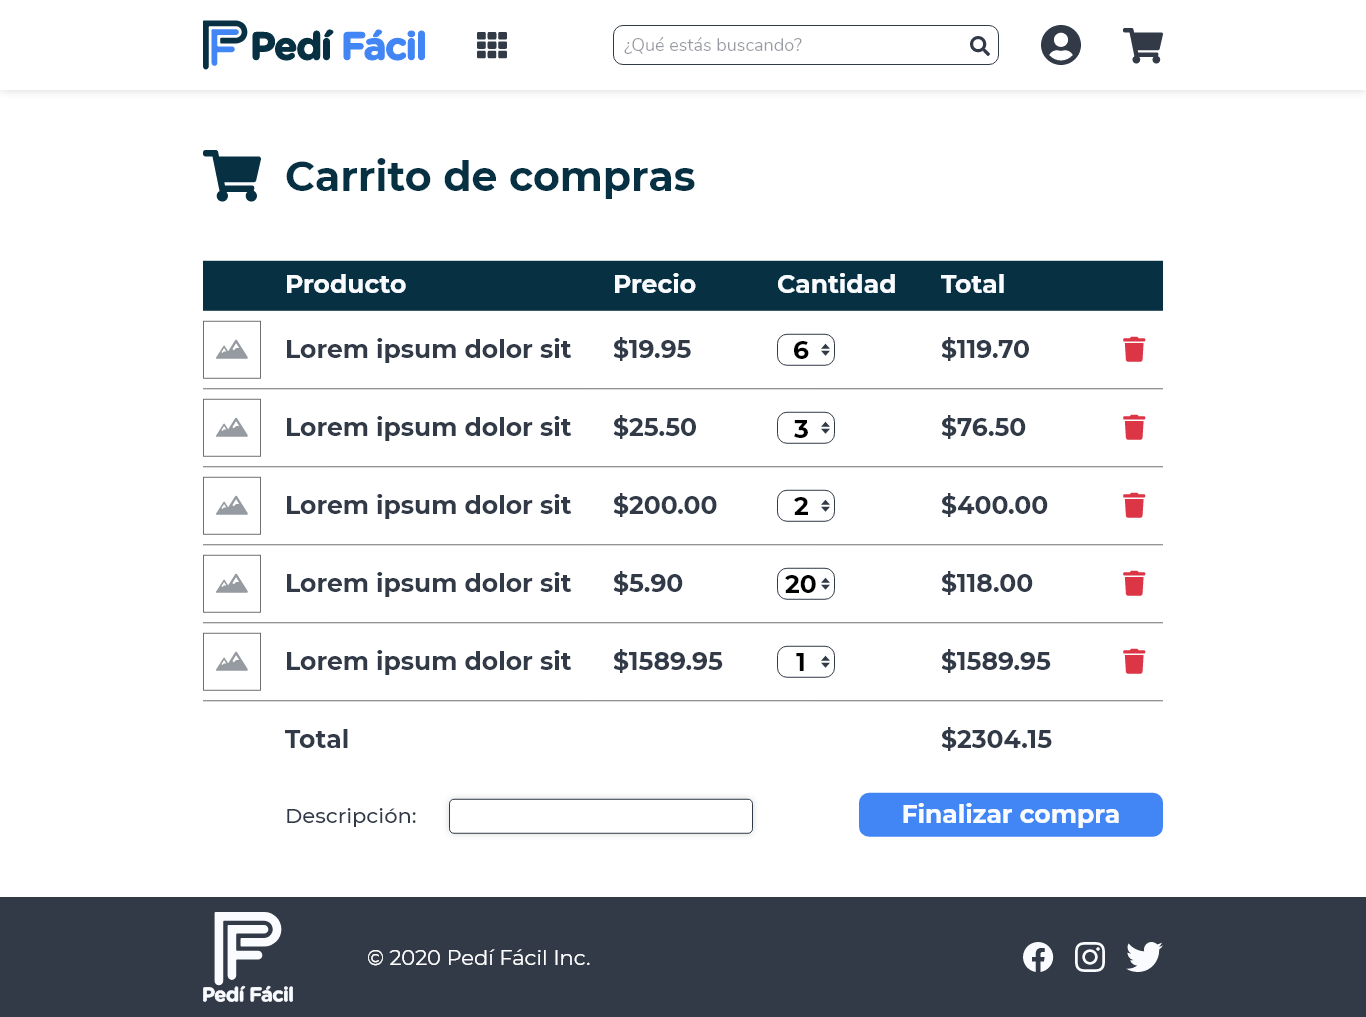 Pedí Fácil
¿Qué estás buscando?
Carrito de compras
Producto Precio Cantidad Total
Lorem ipsum dolor sit $19.95 6 $119.70
Lorem ipsum dolor sit $25.50 3 $76.50
Lorem ipsum dolor sit $200.00 2 $400.00
Lorem ipsum dolor sit $5.90 20 $118.00
Lorem ipsum dolor sit $1589.95 1 $1589.95
Total $2304.15
Descripción: Finalizar compra
Pedí Fácil
© 2020 Pedí Fácil Inc.